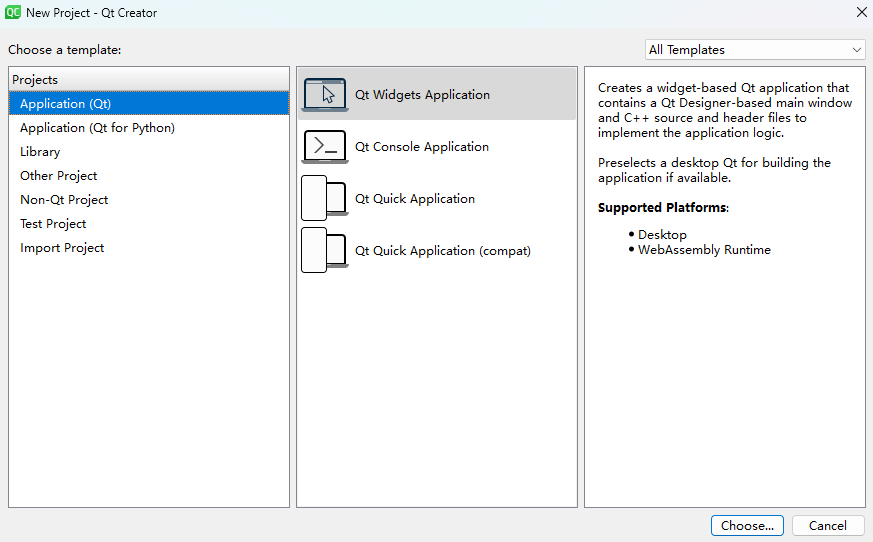 QC New Project - Qt Creator
Choose a template:
All Templates
Projects
Application (Qt)
Application (Qt for Python)
Library
Other Project
Non-Qt Project
Test Project
Import Project
Qt Widgets Application
Qt Console Application
Qt Quick Application
Qt Quick Application (compat)
Creates a widget-based Qt application that
contains a Qt Designer-based main window
and C++ source and header files to
implement the application logic.
Preselects a desktop Qt for building the
application if available.
Supported Platforms:
• Desktop
• WebAssembly Runtime
Choose...
Cancel